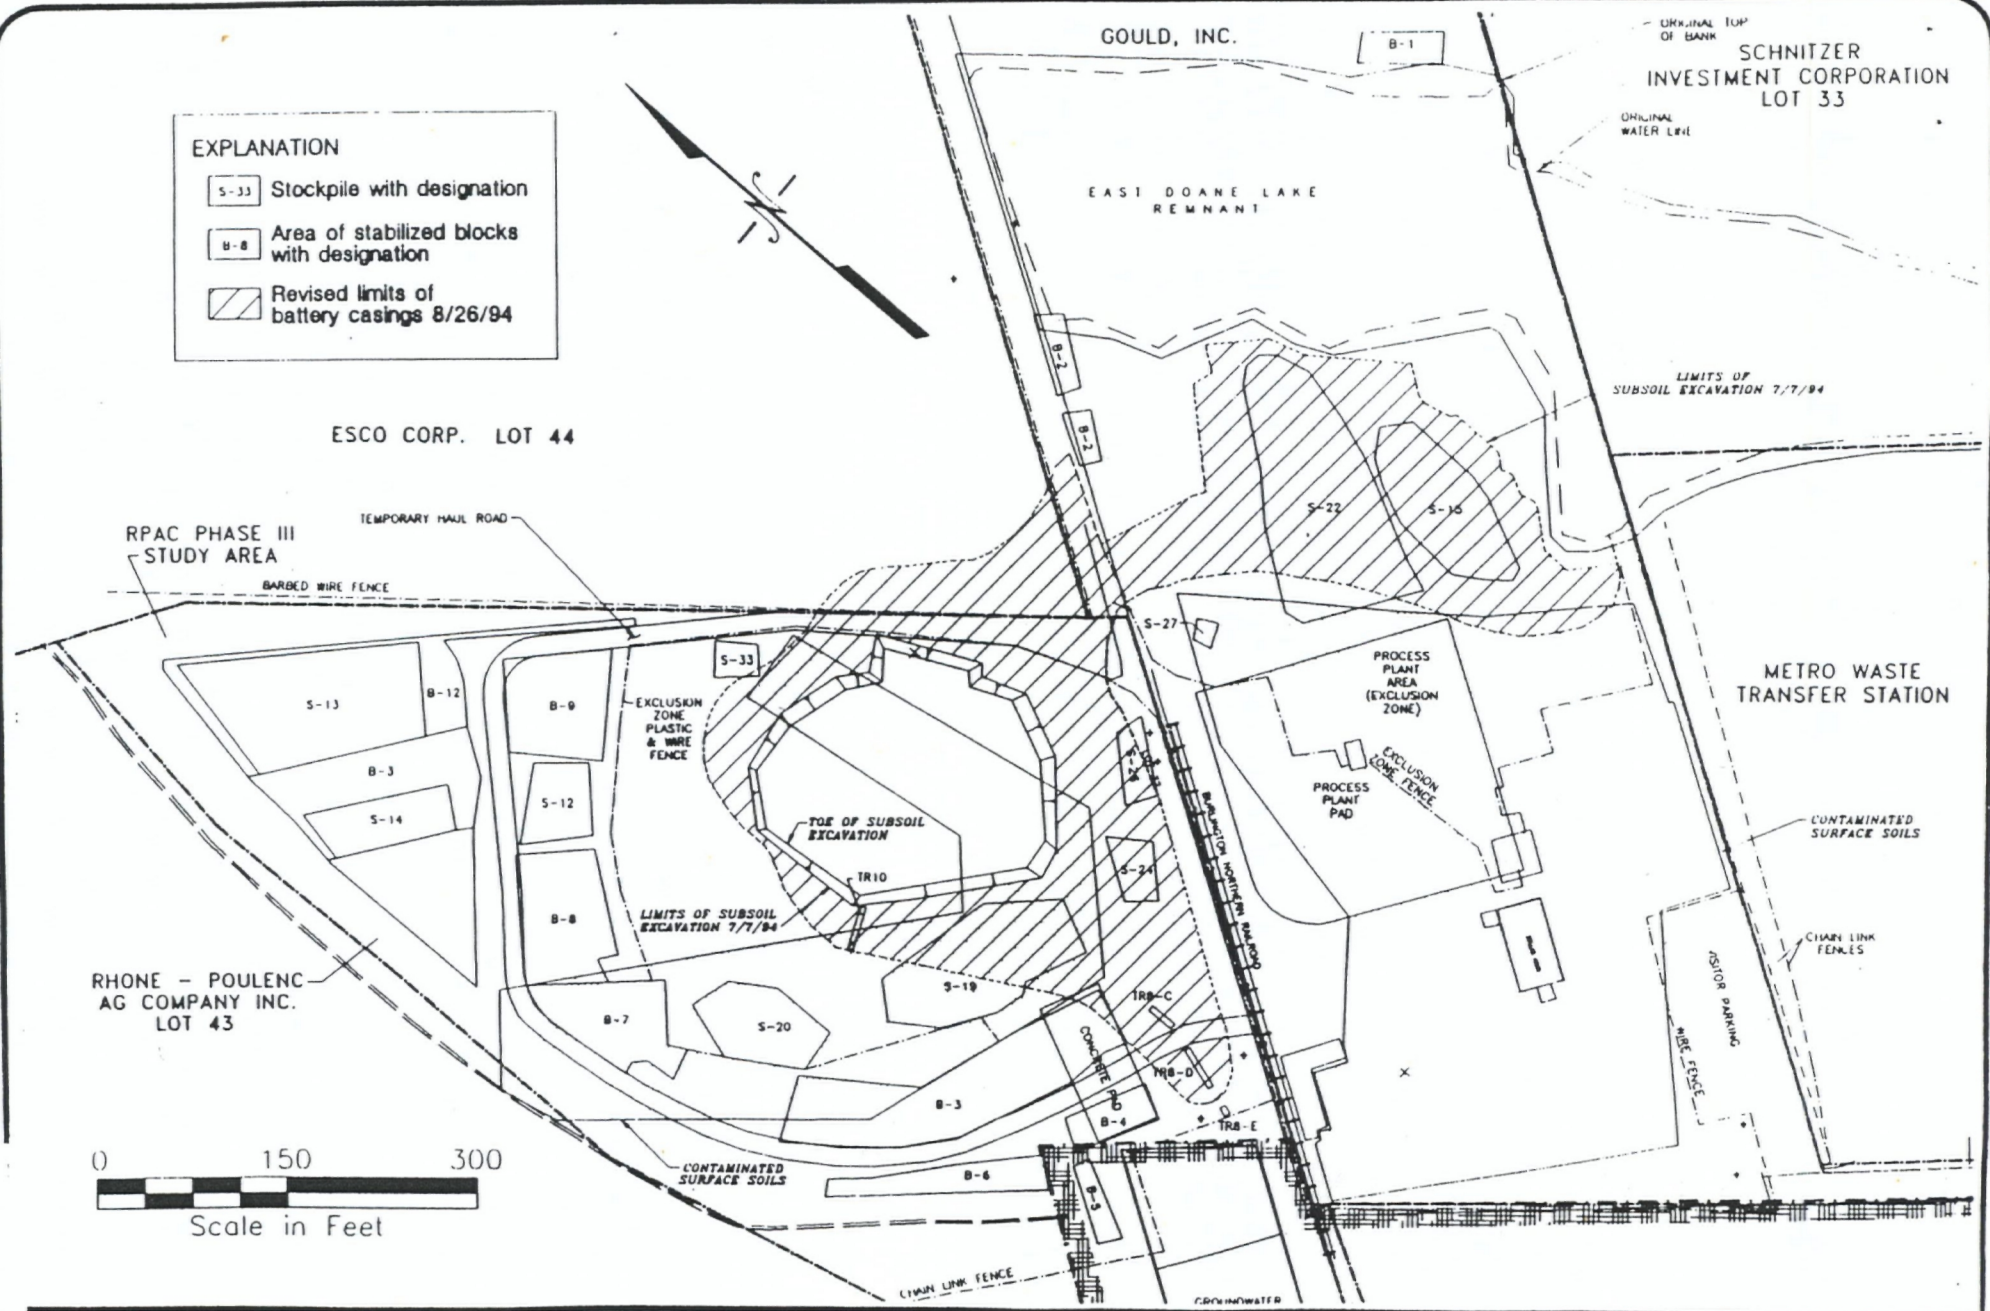 GOULD, INC.
B-1
ORIGINAL TOP
OF BANK
SCHNITZER
INVESTMENT CORPORATION
LOT 33
ORIGINAL
WATER LINE
EXPLANATION
S-33 Stockpile with designation
B-8 Area of stabilized blocks
with designation
Revised limits of
battery casings 8/26/94
N
EAST DOANE LAKE
REMNANT
B-2
B-2
LIMITS OF
SUBSOIL EXCAVATION 7/7/94
ESCO CORP. LOT 44
S-22
S-15
TEMPORARY HAUL ROAD
RPAC PHASE III
STUDY AREA
BARBED WIRE FENCE
S-27
S-33
S-13
B-12
B-9
EXCLUSION
ZONE
PLASTIC
& WIRE
FENCE
PROCESS
PLANT
AREA
(EXCLUSION
ZONE)
METRO WASTE
TRANSFER STATION
B-3
S-12
S-14
EXCLUSION
ZONE FENCE
PROCESS
PLANT
PAD
BURLINGTON NORTHERN RAILROAD
TOE OF SUBSOIL
EXCAVATION
CONTAMINATED
SURFACE SOILS
TR10
S-24
B-8
LIMITS OF SUBSOIL
EXCAVATION 7/7/94
CHAIN LINK
FENCES
VISITOR PARKING
RHONE - POULENC
AG COMPANY INC.
LOT 43
S-19
TR8-C
B-7
S-20
CONCRETE PAD
WIRE FENCE
TR8-D
B-3
B-4
TR8-E
0 150 300
Scale in Feet
CONTAMINATED
SURFACE SOILS
B-6
B-5
CHAIN LINK FENCE
GROUNDWATER